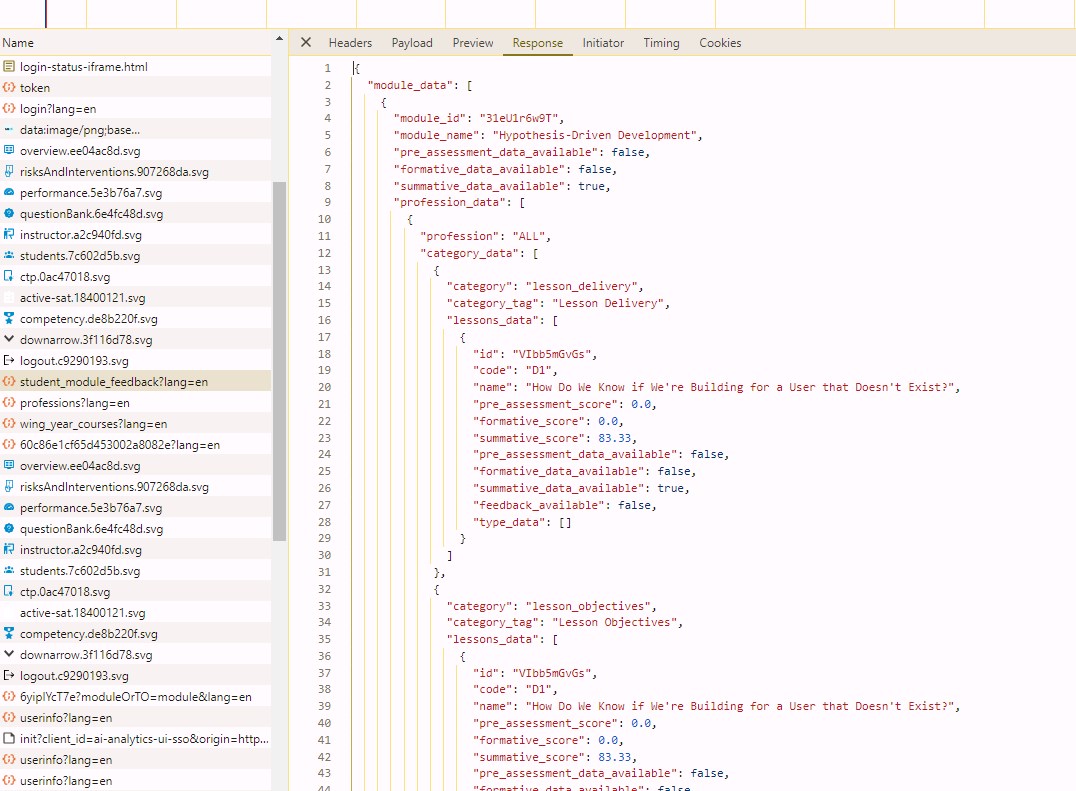 Name
login-status-iframe.html
token
login?lang=en
data:image/png;base...
overview.ee04ac8d.svg
risksAndInterventions.907268da.svg
performance.5e3b76a7.svg
questionBank.6e4fc48d.svg
instructor.a2c940fd.svg
students.7c602d5b.svg
ctp.0ac47018.svg
active-sat.18400121.svg
competency.de8b220f.svg
downarrow.3f116d78.svg
logout.c9290193.svg
student_module_feedback?lang=en
professions?lang=en
wing_year_courses?lang=en
60c86e1cf65d453002a8082e?lang=en
overview.ee04ac8d.svg
risksAndInterventions.907268da.svg
performance.5e3b76a7.svg
questionBank.6e4fc48d.svg
instructor.a2c940fd.svg
students.7c602d5b.svg
ctp.0ac47018.svg
active-sat.18400121.svg
competency.de8b220f.svg
downarrow.3f116d78.svg
logout.c9290193.svg
6yiplYcT7e?moduleOrTO=module&lang=en
userinfo?lang=en
init?client_id=ai-analytics-ui-sso&origin=http...
userinfo?lang=en
userinfo?lang=en
Headers Payload Preview Response Initiator Timing Cookies
1 {
2 "module_data": [
3 {
4 "module_id": "31eU1r6w9T",
5 "module_name": "Hypothesis-Driven Development",
6 "pre_assessment_data_available": false,
7 "formative_data_available": false,
8 "summative_data_available": true,
9 "profession_data": [
10 {
11 "profession": "ALL",
12 "category_data": [
13 {
14 "category": "lesson_delivery",
15 "category_tag": "Lesson Delivery",
16 "lessons_data": [
17 {
18 "id": "VIbb5mGvGs",
19 "code": "D1",
20 "name": "How Do We Know if We're Building for a User that Doesn't Exist?",
21 "pre_assessment_score": 0.0,
22 "formative_score": 0.0,
23 "summative_score": 83.33,
24 "pre_assessment_data_available": false,
25 "formative_data_available": false,
26 "summative_data_available": true,
27 "feedback_available": false,
28 "type_data": []
29 }
30 ]
31 },
32 {
33 "category": "lesson_objectives",
34 "category_tag": "Lesson Objectives",
35 "lessons_data": [
36 {
37 "id": "VIbb5mGvGs",
38 "code": "D1",
39 "name": "How Do We Know if We're Building for a User that Doesn't Exist?",
40 "pre_assessment_score": 0.0,
41 "formative_score": 0.0,
42 "summative_score": 83.33,
43 "pre_assessment_data_available": false,
44 "formative_data_available": false,